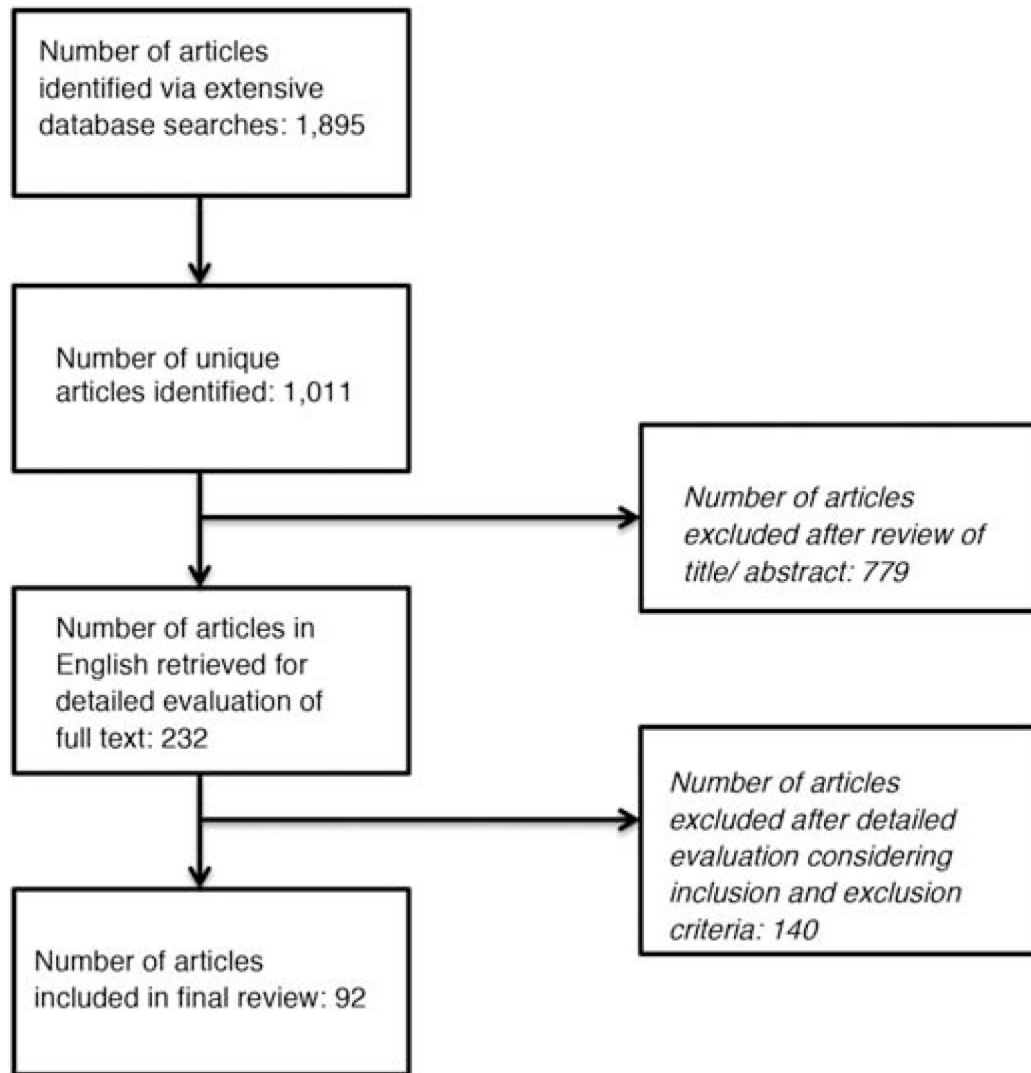 Number of articles
identified via extensive
database searches: 1,895
Number of unique
articles identified: 1,011
Number of articles
excluded after review of
title/ abstract: 779
Number of articles in
English retrieved for
detailed evaluation of
full text: 232
Number of articles
excluded after detailed
evaluation considering
inclusion and exclusion
criteria: 140
Number of articles
included in final review: 92